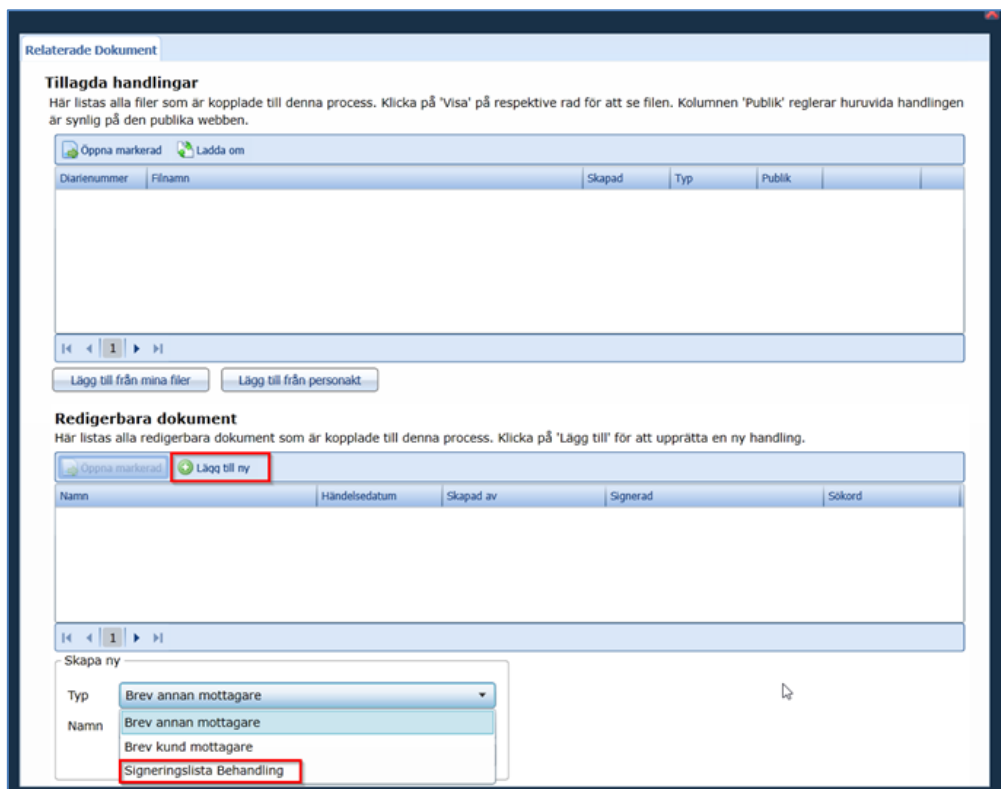 Relaterade Dokument
Tillagda handlingar
Här listas alla filer som är kopplade till denna process. Klicka på 'Visa' på respektive rad för att se filen. Kolumnen 'Publik' reglerar huruvida handlingen
är synlig på den publika webben.
Öppna markerad Ladda om
Diarienummer Filnamn Skapad Typ Publik
1
Lägg till från mina filer Lägg till från personakt
Redigerbara dokument
Här listas alla redigerbara dokument som är kopplade till denna process. Klicka på 'Lägg till' för att upprätta en ny handling.
Öppna markerad Lägg till ny
Namn Händelsedatum Skapad av Signerad Sökord
1
Skapa ny
Typ Brev annan mottagare
Namn Brev annan mottagare
Brev kund mottagare
Signeringslista Behandling